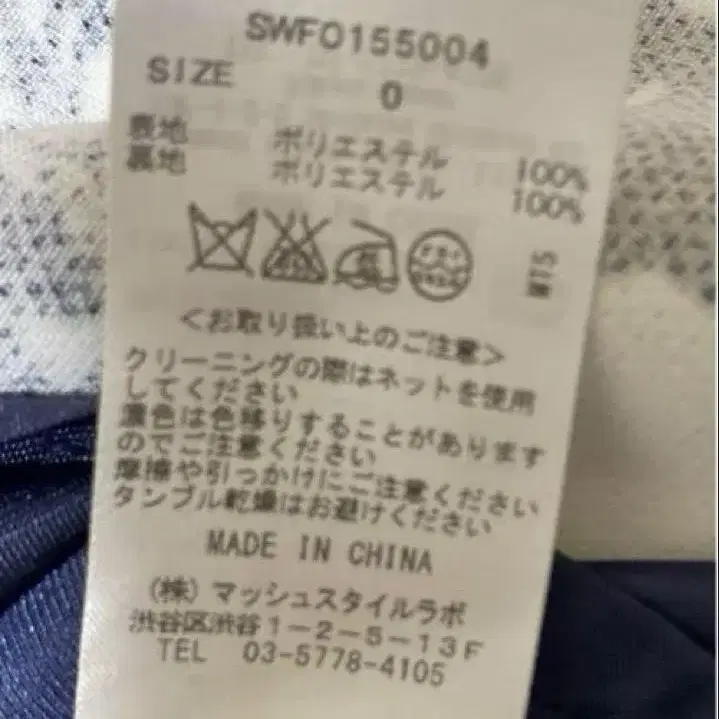 SWFO155004
SIZE 0
表地 ポリエステル 100%
裏地 ポリエステル 100%
<お取り扱い上のご注意>
クリーニングの際はネットを使用
してください
濃色は色移りすることがあります
のでご注意ください
摩擦や引っかけにご注意ください
タンブル乾燥はお避けください
MADE IN CHINA
(株) マッシュスタイルラボ
渋谷区渋谷1-2-5-13F
TEL 03-5778-4105